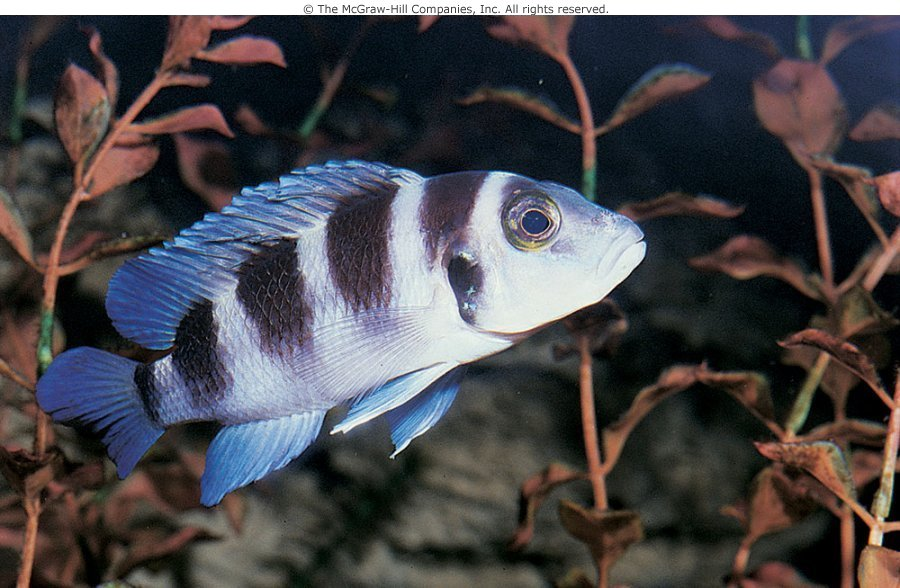 © The McGraw-Hill Companies, Inc. All rights reserved.